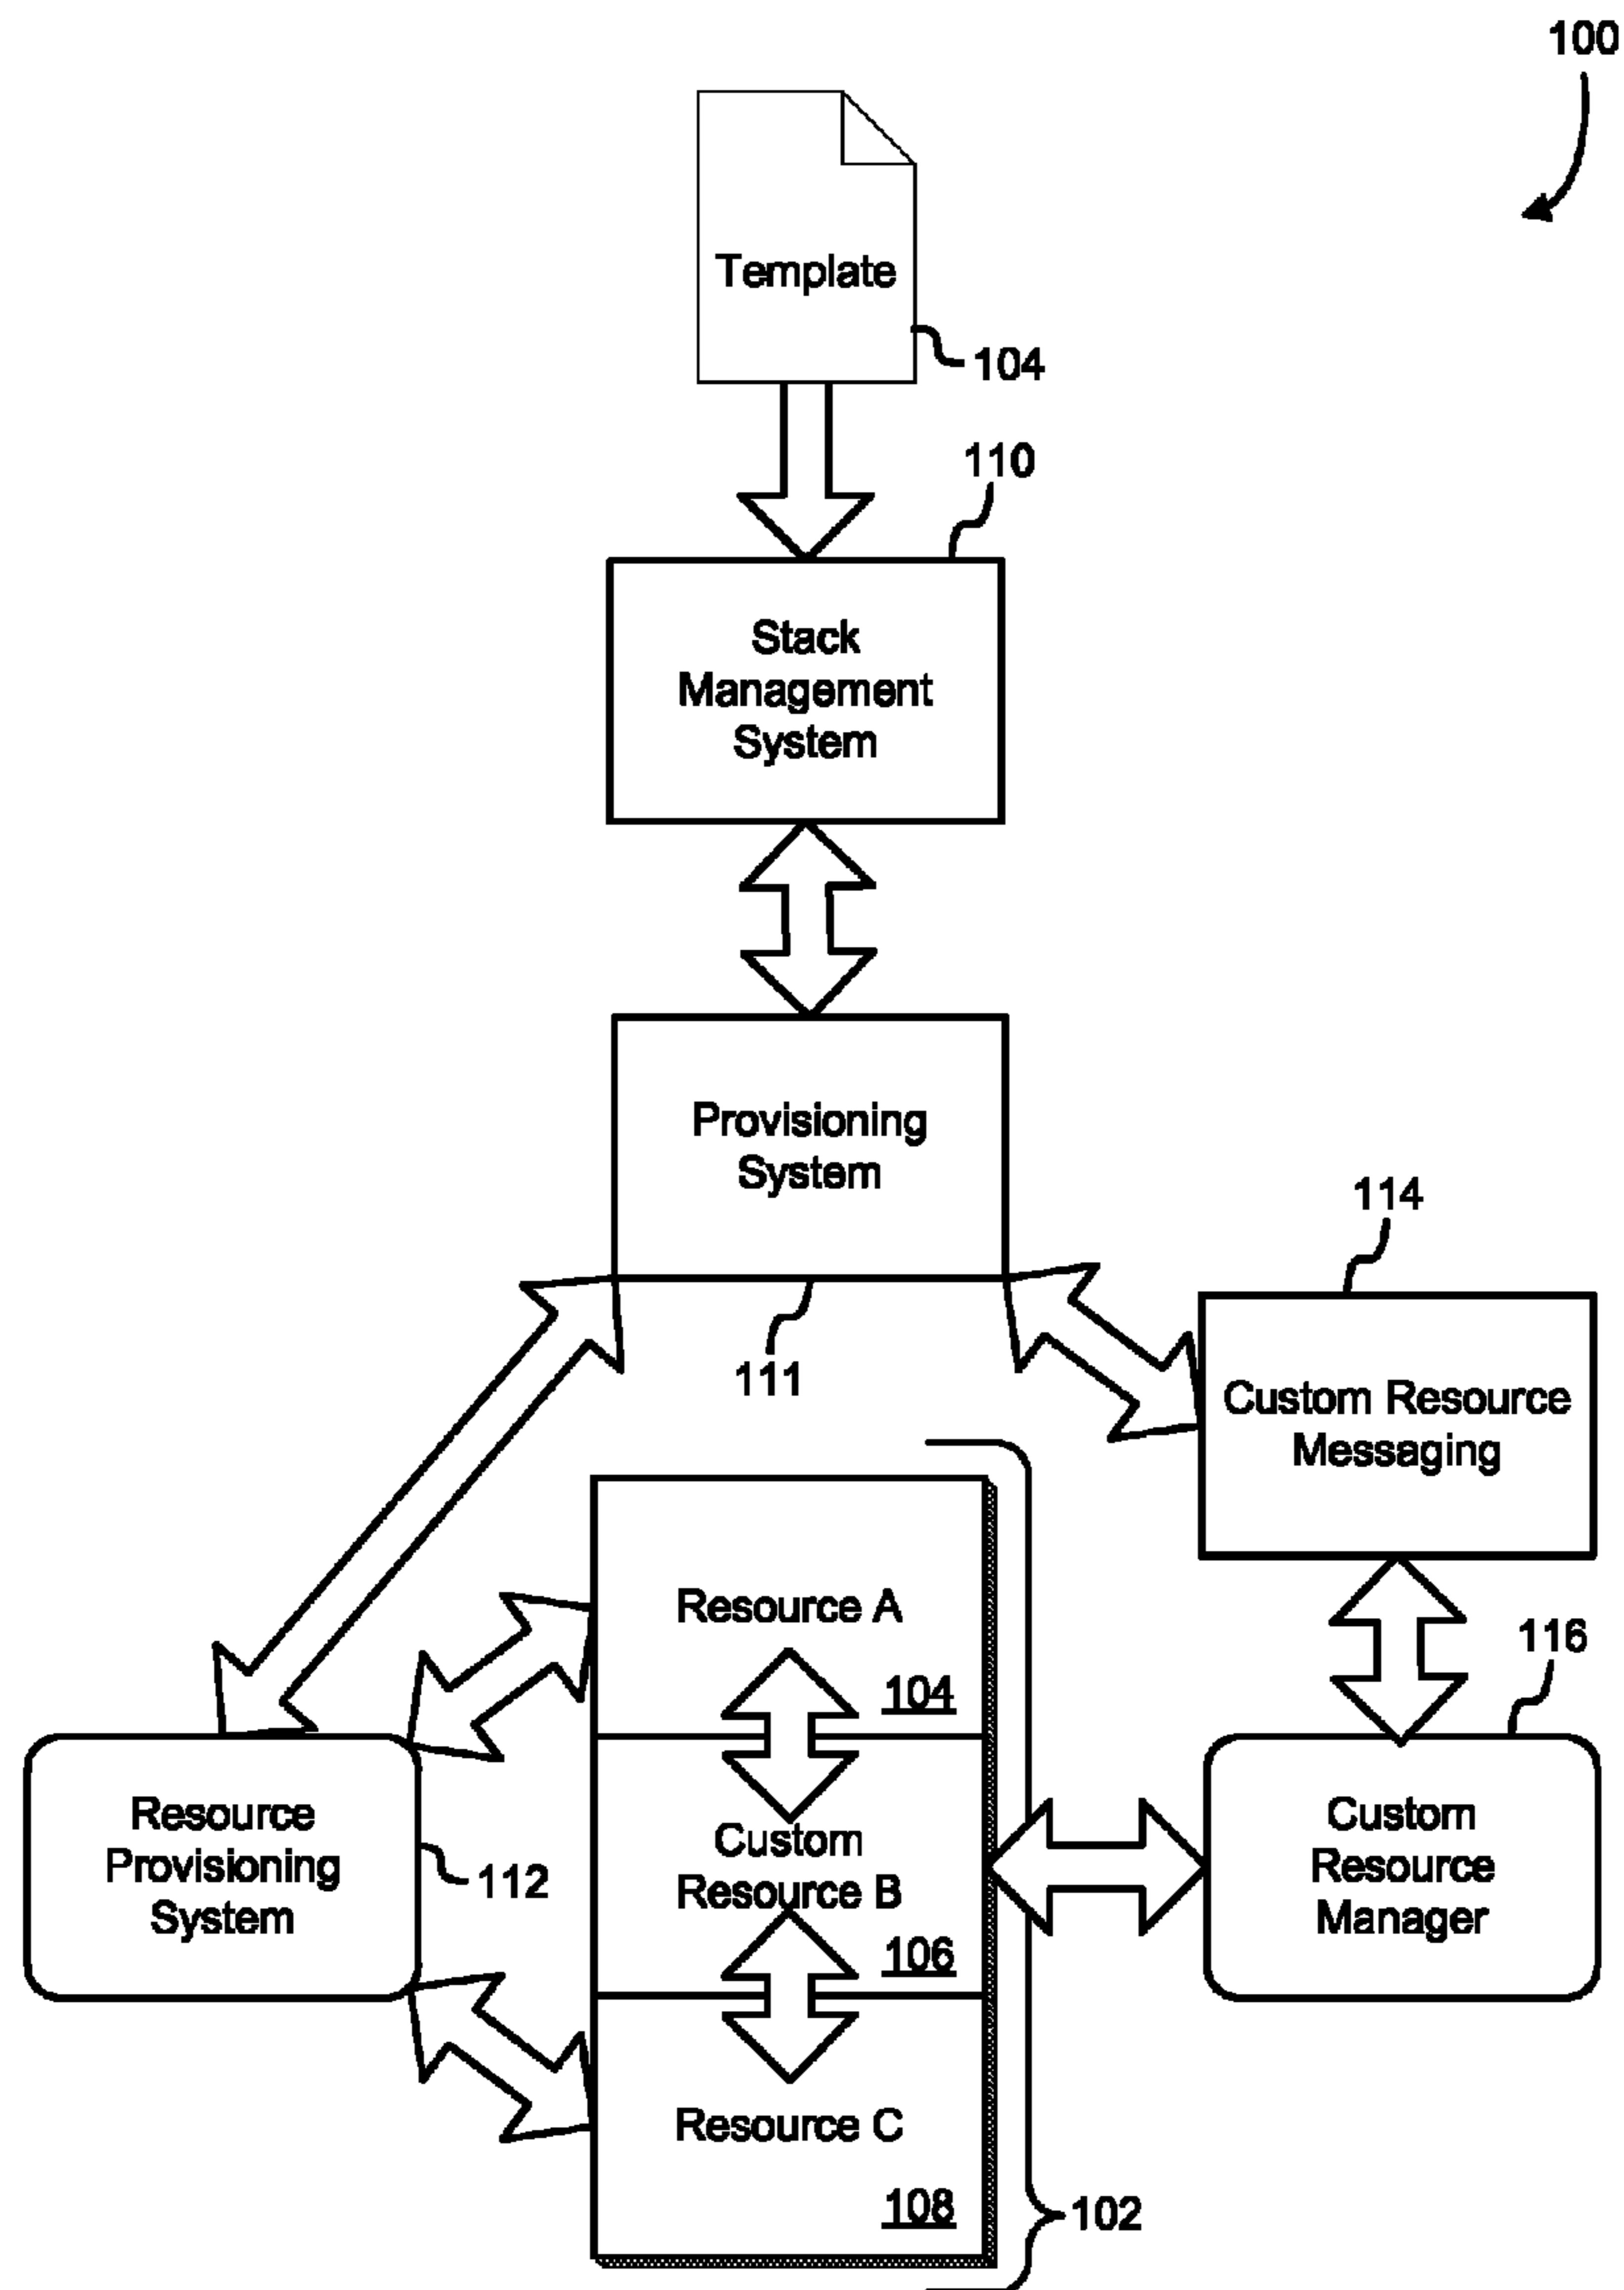 100
Template
104
110
Stack
Management
System
Provisioning
System
111
114
Custom Resource
Messaging
Resource A
104
116
Resource
Provisioning
System
112
Custom
Resource B
106
Custom
Resource
Manager
Resource C
108
102